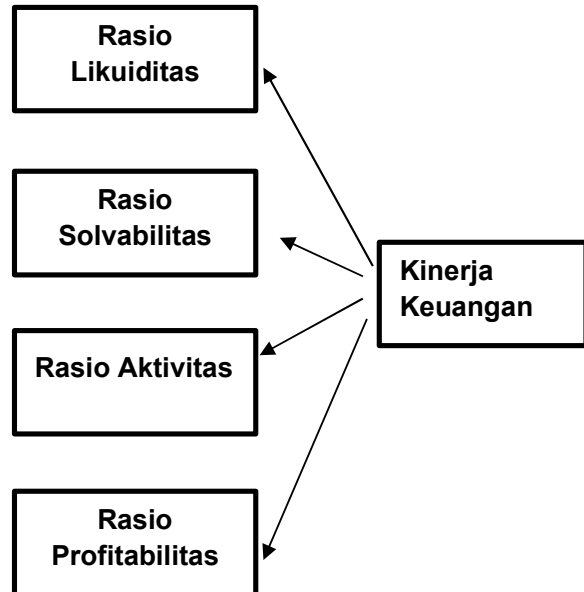 Rasio
Likuiditas
Rasio
Solvabilitas
Kinerja
Keuangan
Rasio Aktivitas
Rasio
Profitabilitas